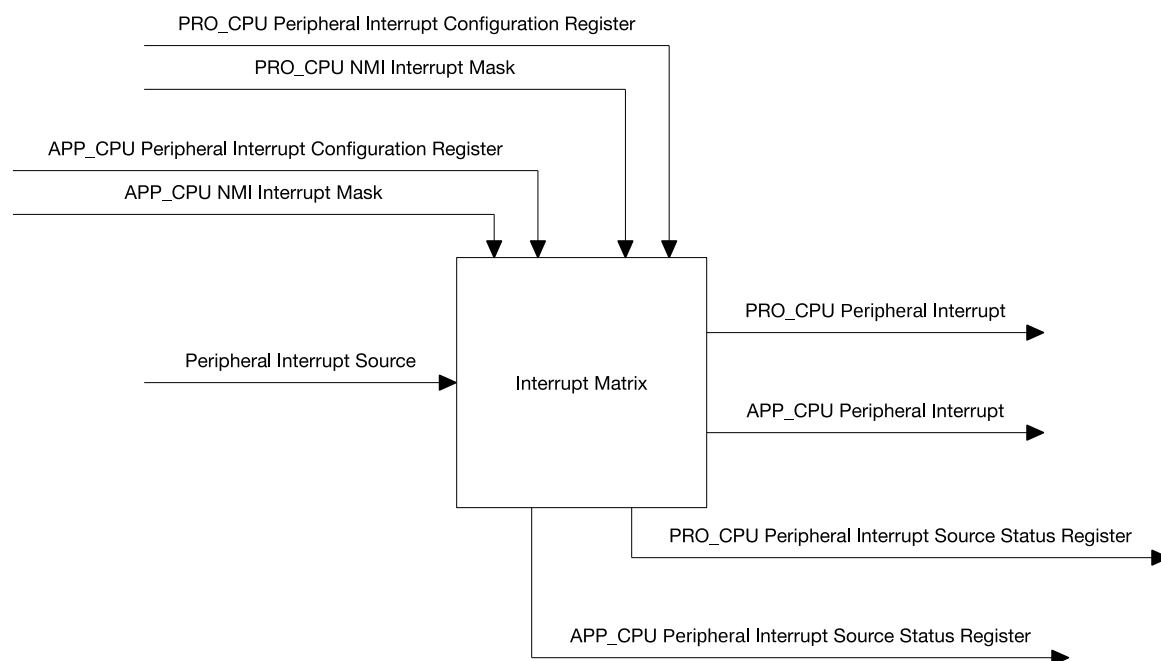 PRO_CPU Peripheral Interrupt Configuration Register
PRO_CPU NMI Interrupt Mask
APP_CPU Peripheral Interrupt Configuration Register
APP_CPU NMI Interrupt Mask
PRO_CPU Peripheral Interrupt
Peripheral Interrupt Source
Interrupt Matrix
APP_CPU Peripheral Interrupt
PRO_CPU Peripheral Interrupt Source Status Register
APP_CPU Peripheral Interrupt Source Status Register